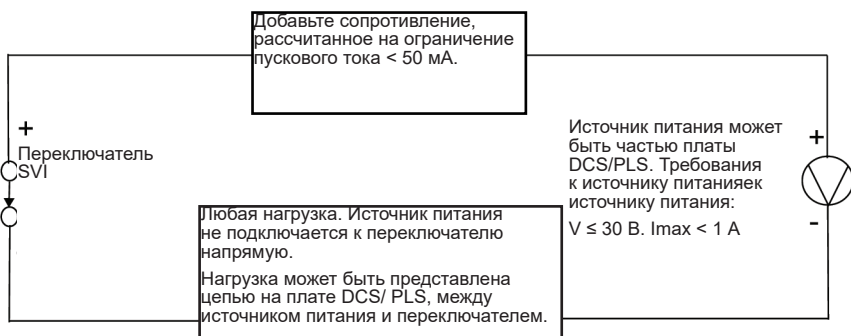 Добавьте сопротивление,
рассчитанное на ограничение
пускового тока < 50 мА.
+
Переключатель
SVI
Источник питания может
быть частью платы
DCS/PLS. Требования
к источнику питанияек
источнику питания:
V ≤ 30 В. Imax < 1 А
+
-
Любая нагрузка. Источник питания
не подключается к переключателю
напрямую.
Нагрузка может быть представлена
цепью на плате DCS/ PLS, между
источником питания и переключателем.